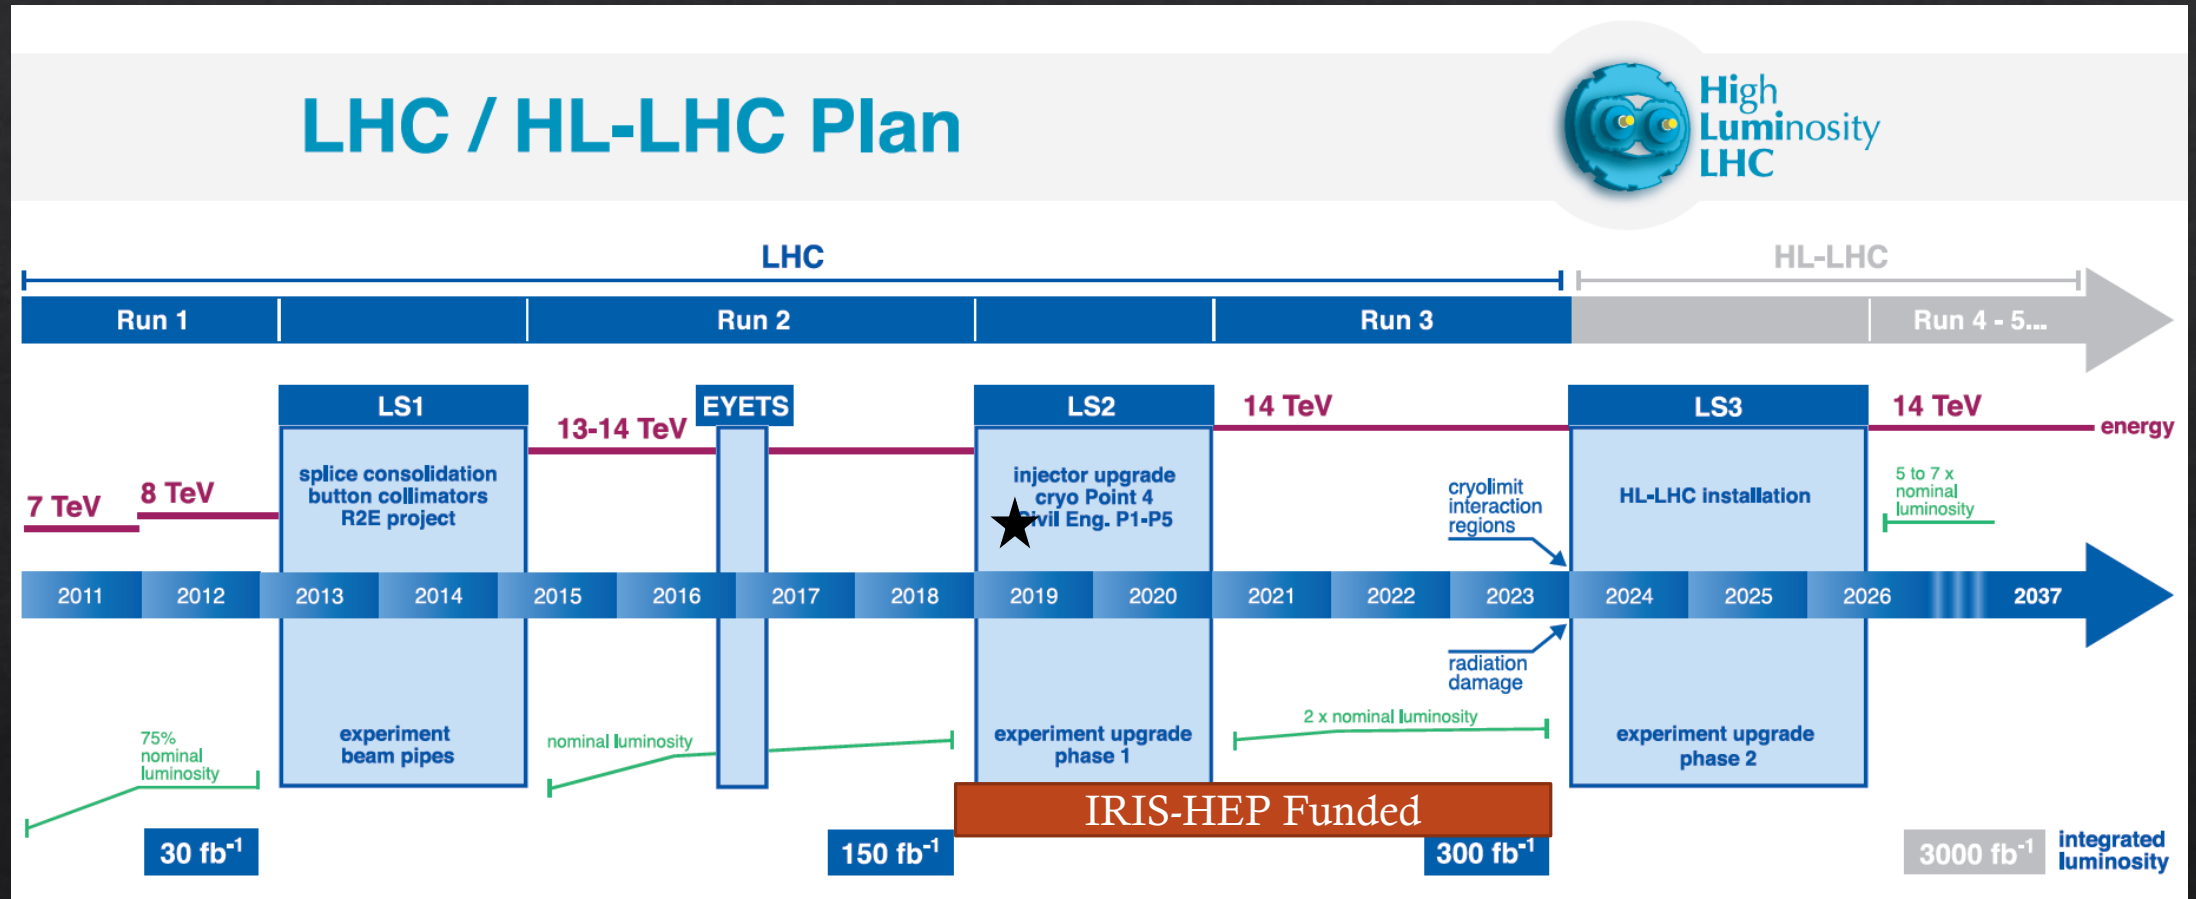 LHC / HL-LHC Plan
High
Luminosity
LHC
LHC
HL-LHC
Run 1
Run 2
Run 3
Run 4 - 5...
LS1
EYETS
LS2
LS3
13-14 TeV
14 TeV
14 TeV
energy
7 TeV
8 TeV
splice consolidation
button collimators
R2E project
injector upgrade
cryo Point 4
ivil Eng. P1-P5
cryolimit
interaction
regions
HL-LHC installation
5 to 7 x
nominal
luminosity
2011
2012
2013
2014
2015
2016
2017
2018
2019
2020
2021
2022
2023
2024
2025
2026
2037
radiation
damage
75%
nominal
luminosity
experiment
beam pipes
nominal luminosity
experiment upgrade
phase 1
2 x nominal luminosity
experiment upgrade
phase 2
IRIS-HEP Funded
30 fb-1
150 fb-1
300 fb-1
3000 fb-1
integrated
luminosity